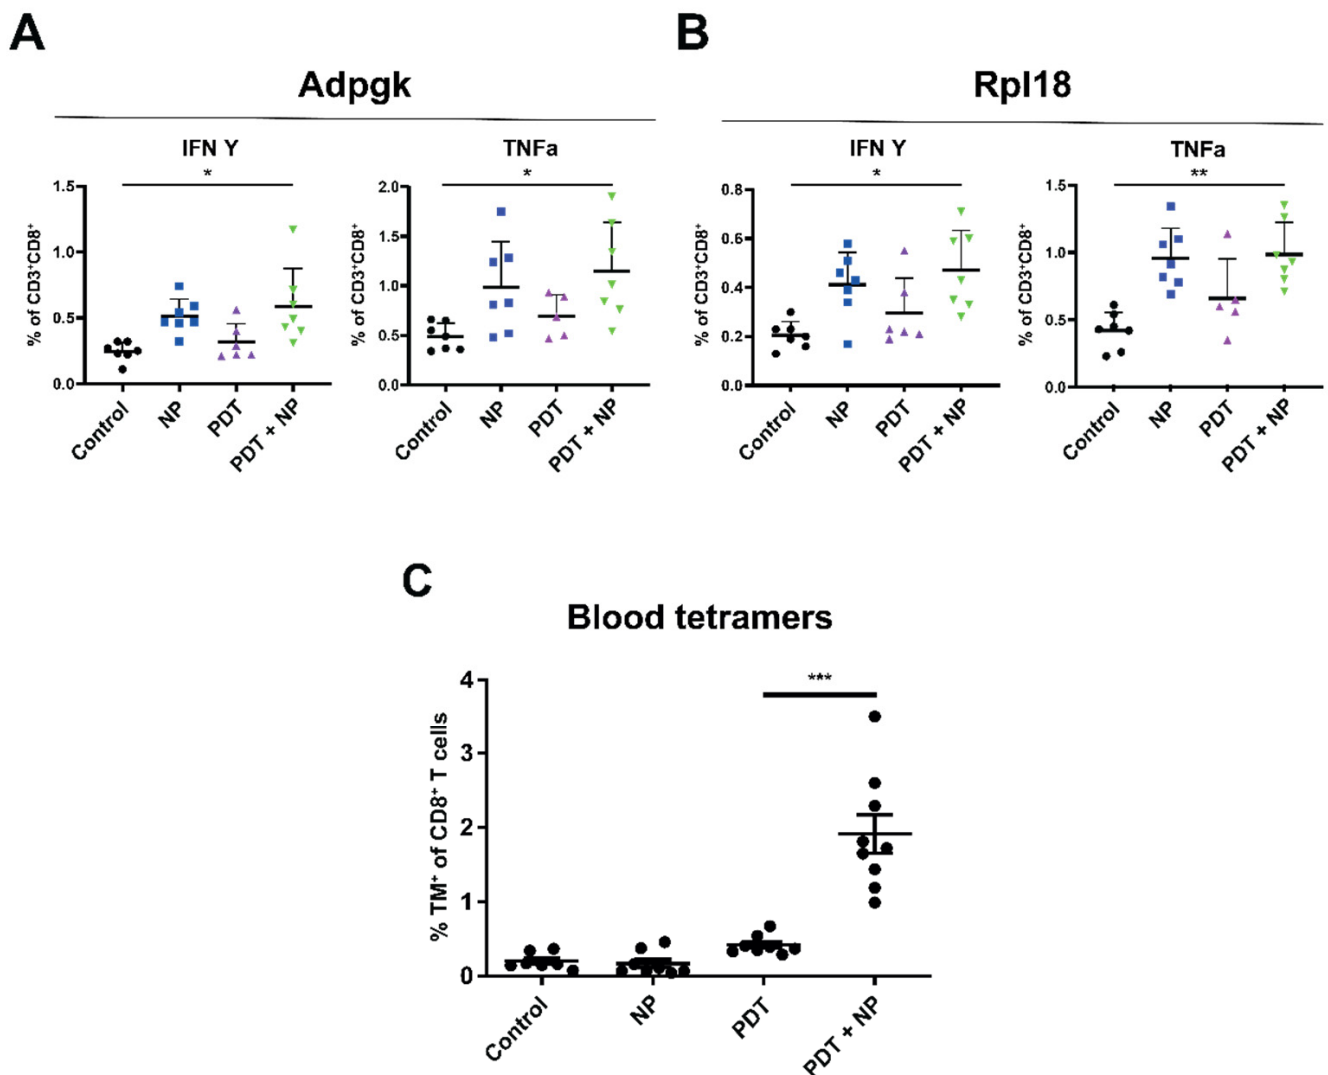 A
Adpgk
IFN Y
*
% of CD3⁺CD8⁺
1.5
1.0
0.5
0.0
Control
NP
PDT
PDT + NP
TNFa
*
% of CD3⁺CD8⁺
2.0
1.5
1.0
0.5
0.0
Control
NP
PDT
PDT + NP
B
Rpl18
IFN Y
*
% of CD3⁺CD8⁺
0.8
0.6
0.4
0.2
0.0
Control
NP
PDT
PDT + NP
TNFa
**
% of CD3⁺CD8⁺
1.5
1.0
0.5
0.0
Control
NP
PDT
PDT + NP
C
Blood tetramers
***
% TM⁺ of CD8⁺ T cells
4
3
2
1
0
Control
NP
PDT
PDT + NP